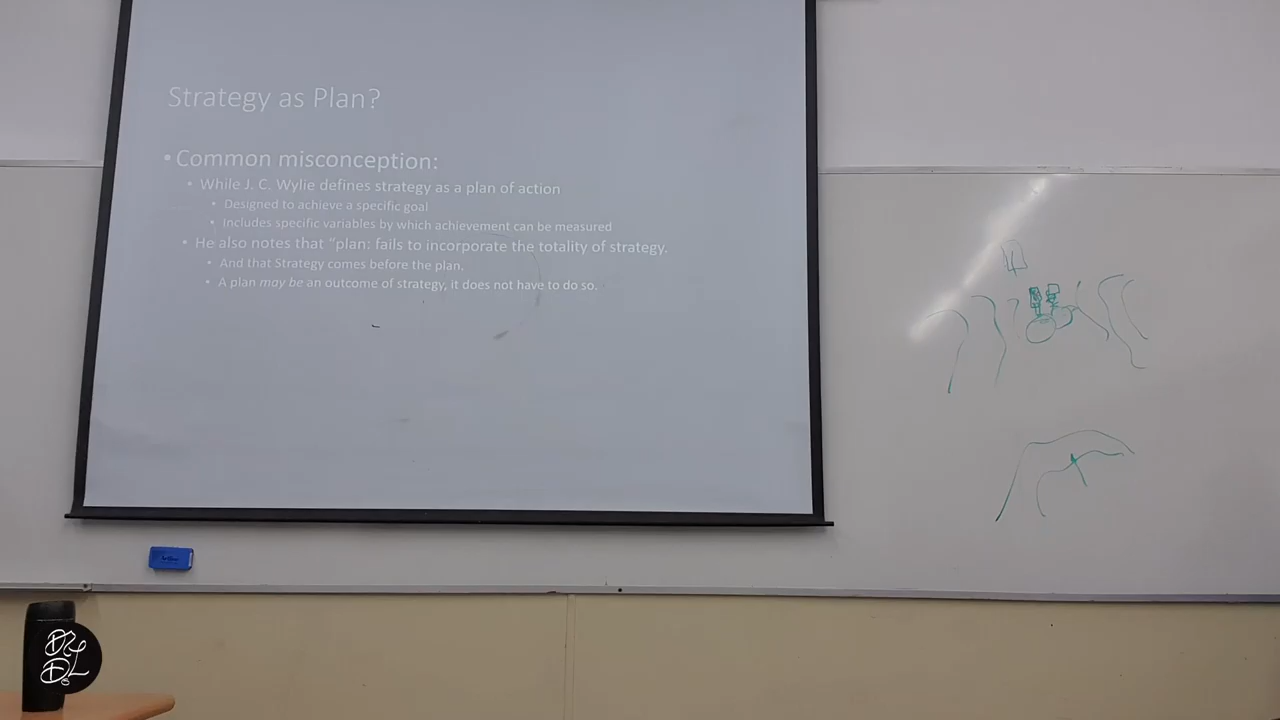 Strategy as Plan?
• Common misconception:
• While J. C. Wylie defines strategy as a plan of action
• Designed to achieve a specific goal
• Includes specific variables by which achievement can be measured
• He also notes that “plan: fails to incorporate the totality of strategy.
• And that Strategy comes before the plan.
• A plan may be an outcome of strategy, it does not have to do so.